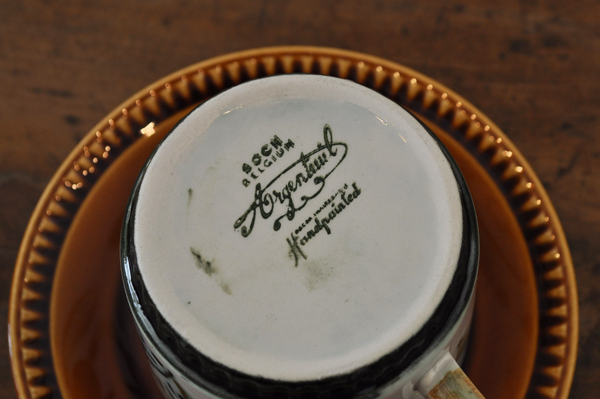 BOCH
BELGIUM
Argenteuil
Handpainted